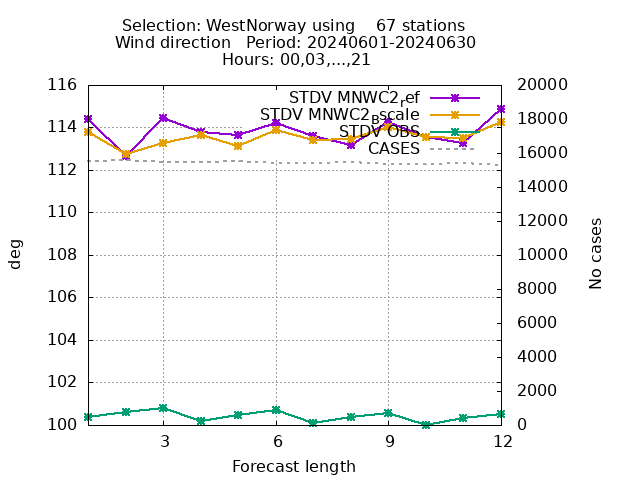 Selection: WestNorway using    67 stations
Wind direction   Period: 20240601-20240630
Hours: 00,03,...,21
STDV MNWC2_ref
STDV MNWC2_Bscale
STDV OBS
CASES
116
114
112
110
108
106
104
102
100
20000
18000
16000
14000
12000
10000
8000
6000
4000
2000
0
deg
No cases
3 6 9 12
Forecast length